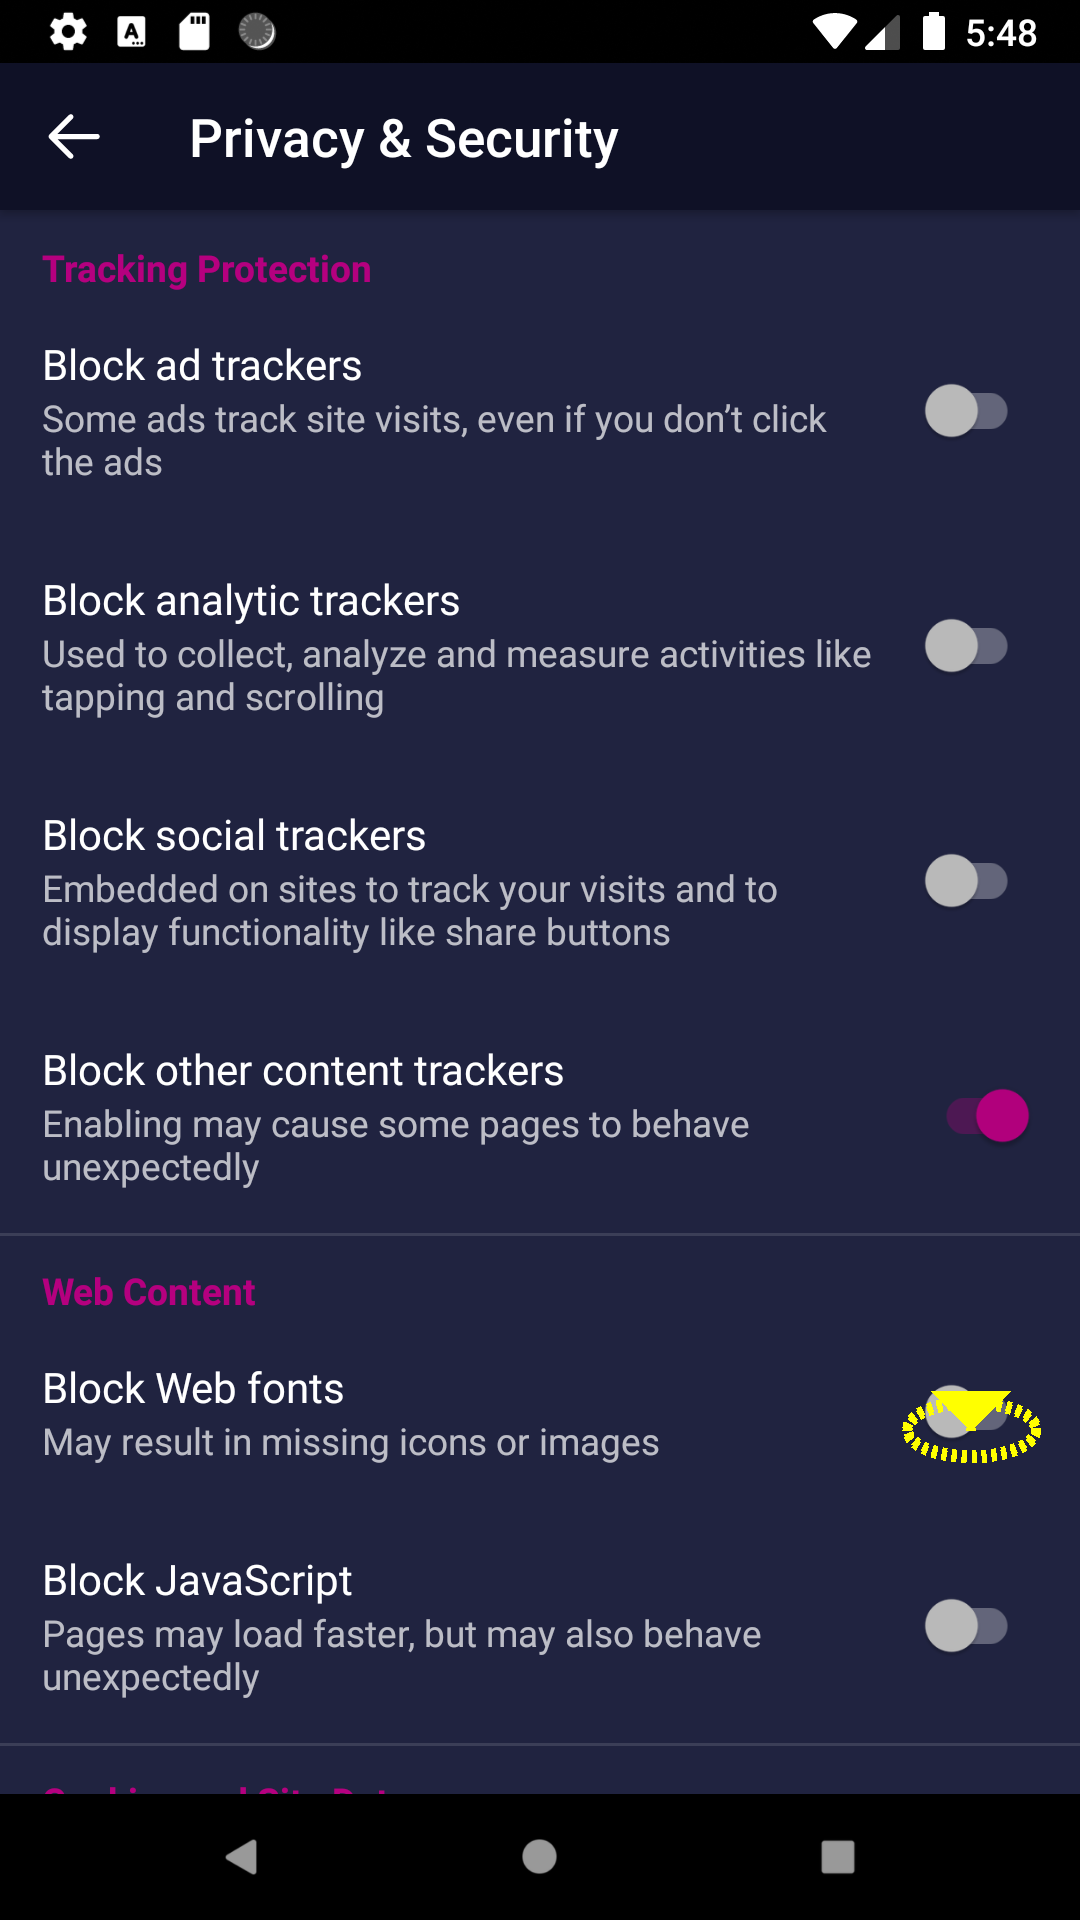 5:48
Privacy & Security
Tracking Protection
Block ad trackers
Some ads track site visits, even if you don’t click
the ads
Block analytic trackers
Used to collect, analyze and measure activities like
tapping and scrolling
Block social trackers
Embedded on sites to track your visits and to
display functionality like share buttons
Block other content trackers
Enabling may cause some pages to behave
unexpectedly
Web Content
Block Web fonts
May result in missing icons or images
Block JavaScript
Pages may load faster, but may also behave
unexpectedly